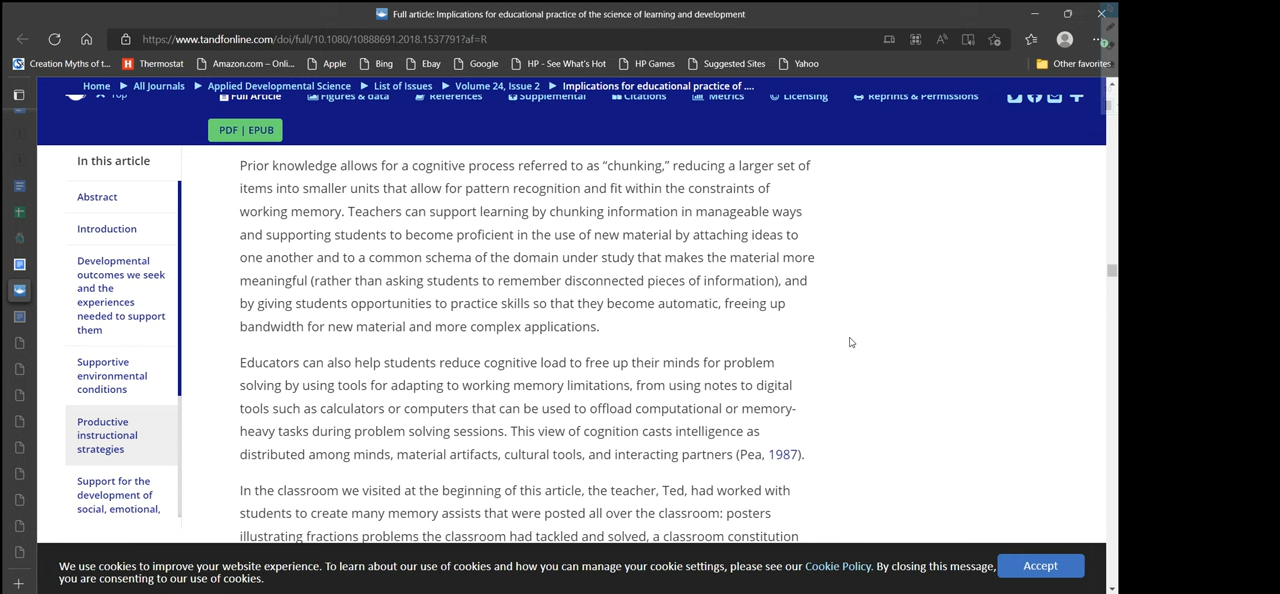 Full article: Implications for educational practice of the science of learning and development
https://www.tandfonline.com/doi/full/10.1080/10888691.2018.1537791?af=R
Creation Myths of t... Thermostat Amazon.com – Onli... Apple Bing Ebay Google HP - See What's Hot HP Games Suggested Sites Yahoo Other favorites
Home All Journals Applied Developmental Science List of Issues Volume 24, Issue 2 Implications for educational practice of ....
Top Full Article Figures & data References Supplemental Citations Metrics Licensing Reprints & Permissions
PDF | EPUB
In this article
Abstract
Introduction
Developmental
outcomes we seek
and the
experiences
needed to support
them
Supportive
environmental
conditions
Productive
instructional
strategies
Support for the
development of
social, emotional,
Prior knowledge allows for a cognitive process referred to as “chunking,” reducing a larger set of
items into smaller units that allow for pattern recognition and fit within the constraints of
working memory. Teachers can support learning by chunking information in manageable ways
and supporting students to become proficient in the use of new material by attaching ideas to
one another and to a common schema of the domain under study that makes the material more
meaningful (rather than asking students to remember disconnected pieces of information), and
by giving students opportunities to practice skills so that they become automatic, freeing up
bandwidth for new material and more complex applications.
Educators can also help students reduce cognitive load to free up their minds for problem
solving by using tools for adapting to working memory limitations, from using notes to digital
tools such as calculators or computers that can be used to offload computational or memory-
heavy tasks during problem solving sessions. This view of cognition casts intelligence as
distributed among minds, material artifacts, cultural tools, and interacting partners (Pea, 1987).
In the classroom we visited at the beginning of this article, the teacher, Ted, had worked with
students to create many memory assists that were posted all over the classroom: posters
illustrating fractions problems the classroom had tackled and solved, a classroom constitution
We use cookies to improve your website experience. To learn about our use of cookies and how you can manage your cookie settings, please see our Cookie Policy. By closing this message,
you are consenting to our use of cookies.
Accept